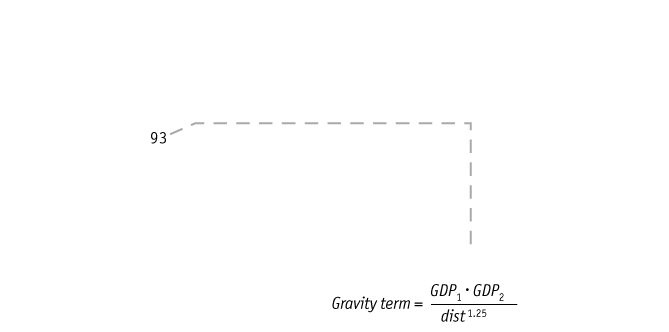 93
Gravity term = GDP₁ · GDP₂ / dist¹·²⁵